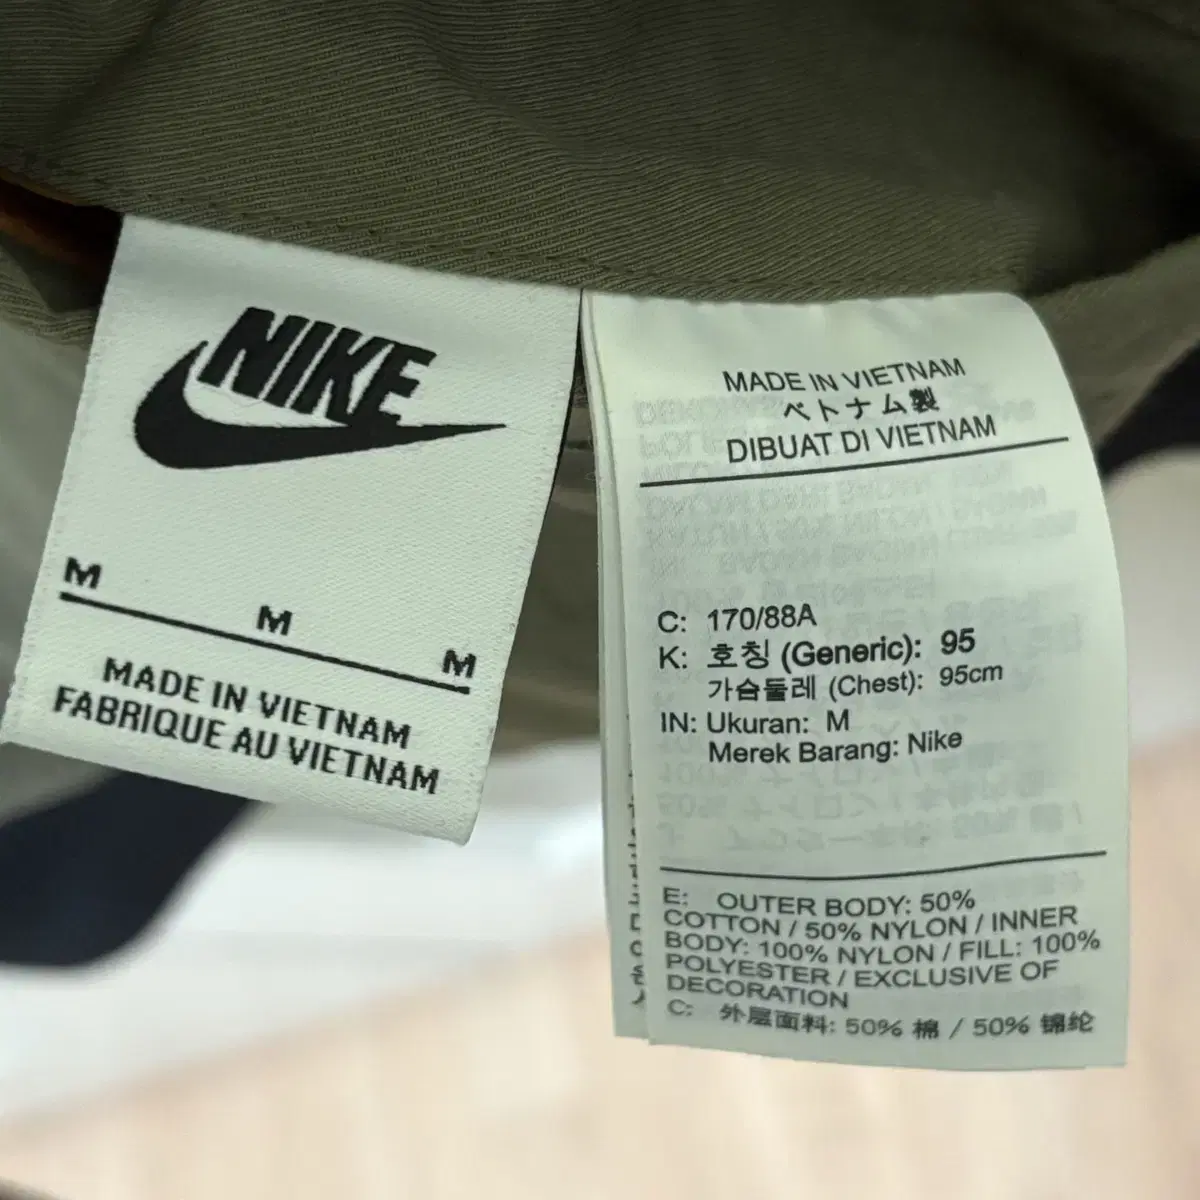 NIKE
M
M
M
MADE IN VIETNAM
FABRIQUE AU VIETNAM
MADE IN VIETNAM
ベトナム製
DIBUAT DI VIETNAM
C: 170/88A
K: 호칭 (Generic): 95
가슴둘레 (Chest): 95cm
IN: Ukuran: M
Merek Barang: Nike
E: OUTER BODY: 50%
COTTON / 50% NYLON / INNER
BODY: 100% NYLON / FILL: 100%
POLYESTER / EXCLUSIVE OF
DECORATION
C: 外层面料: 50% 棉 / 50% 锦纶